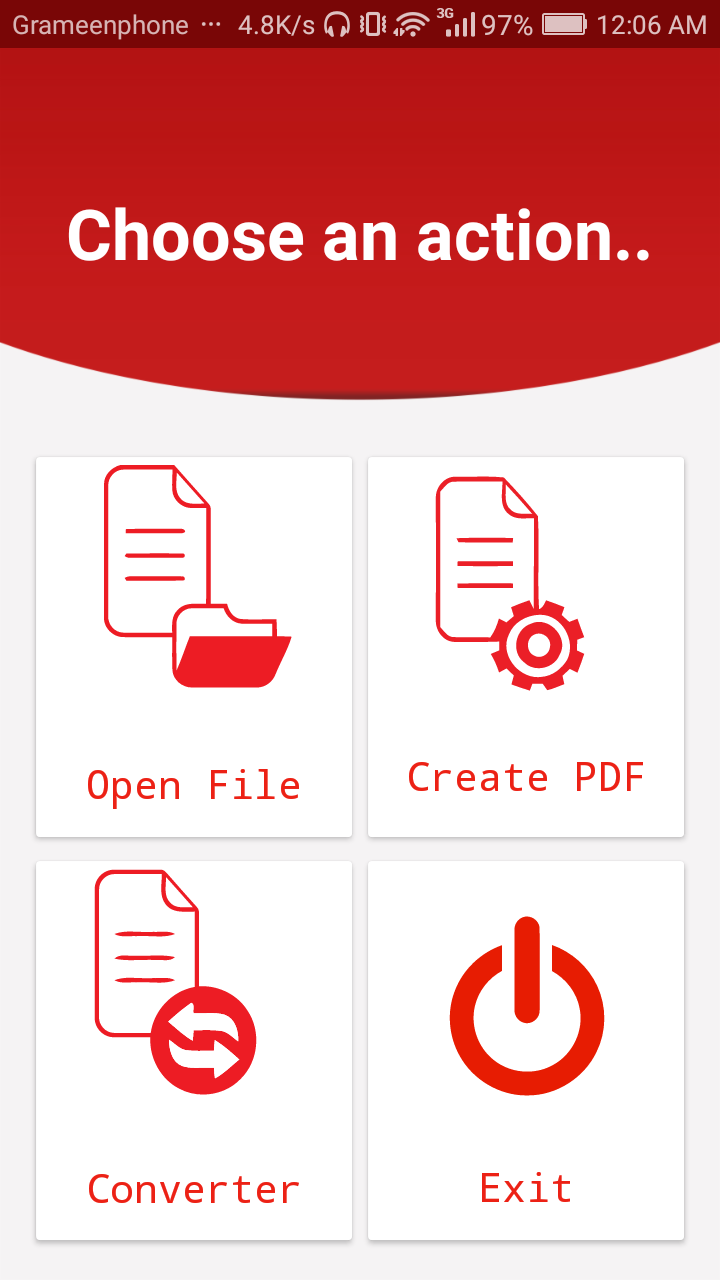 Grameenphone ... 4.8K/s 3G 97% 12:06 AM
Choose an action..
Open File
Create PDF
Converter
Exit